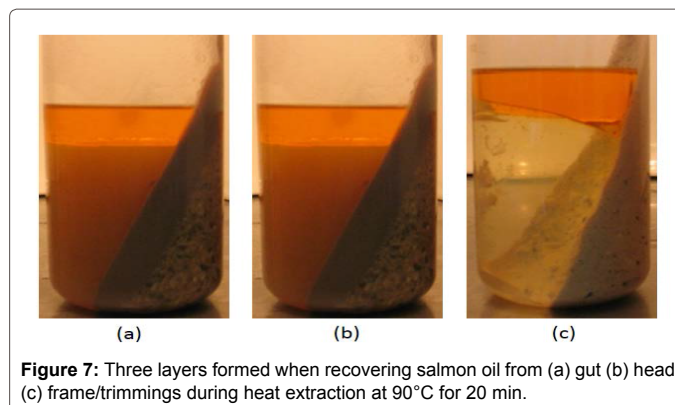 (a) (b) (c)
Figure 7: Three layers formed when recovering salmon oil from (a) gut (b) head
(c) frame/trimmings during heat extraction at 90°C for 20 min.